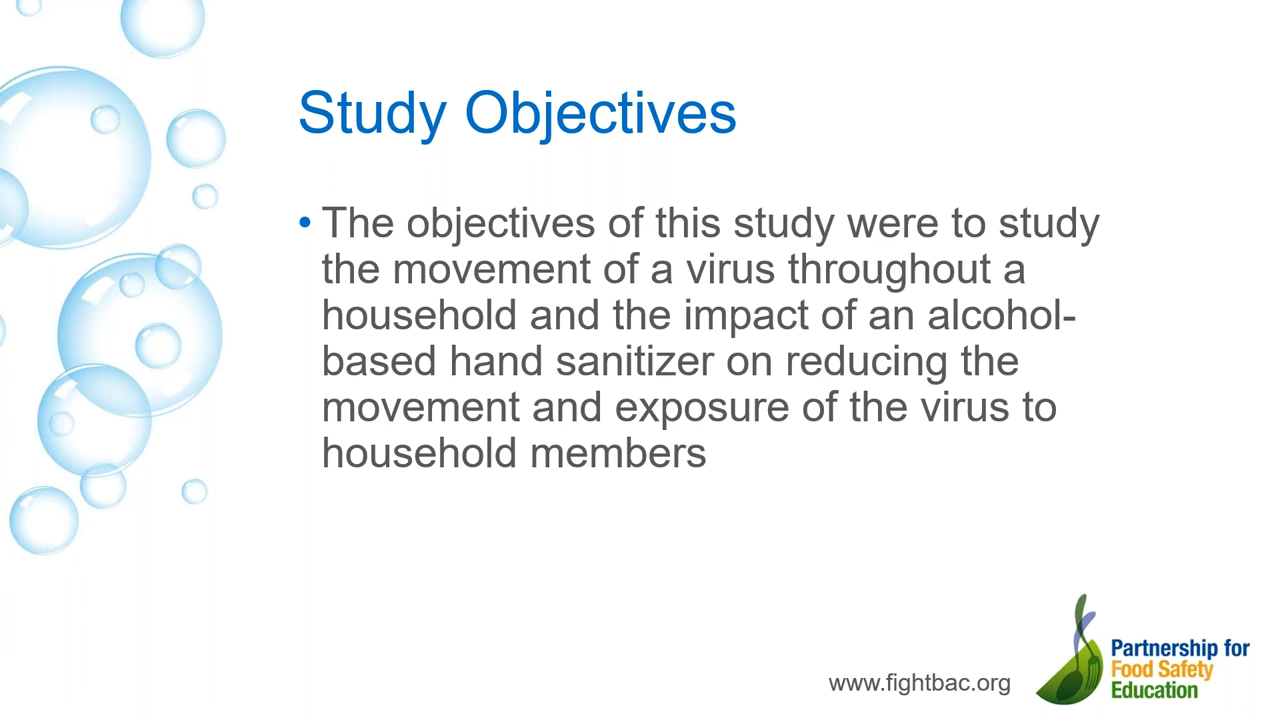 Study Objectives
• The objectives of this study were to study
the movement of a virus throughout a
household and the impact of an alcohol-
based hand sanitizer on reducing the
movement and exposure of the virus to
household members
www.fightbac.org
Partnership for
Food Safety
Education